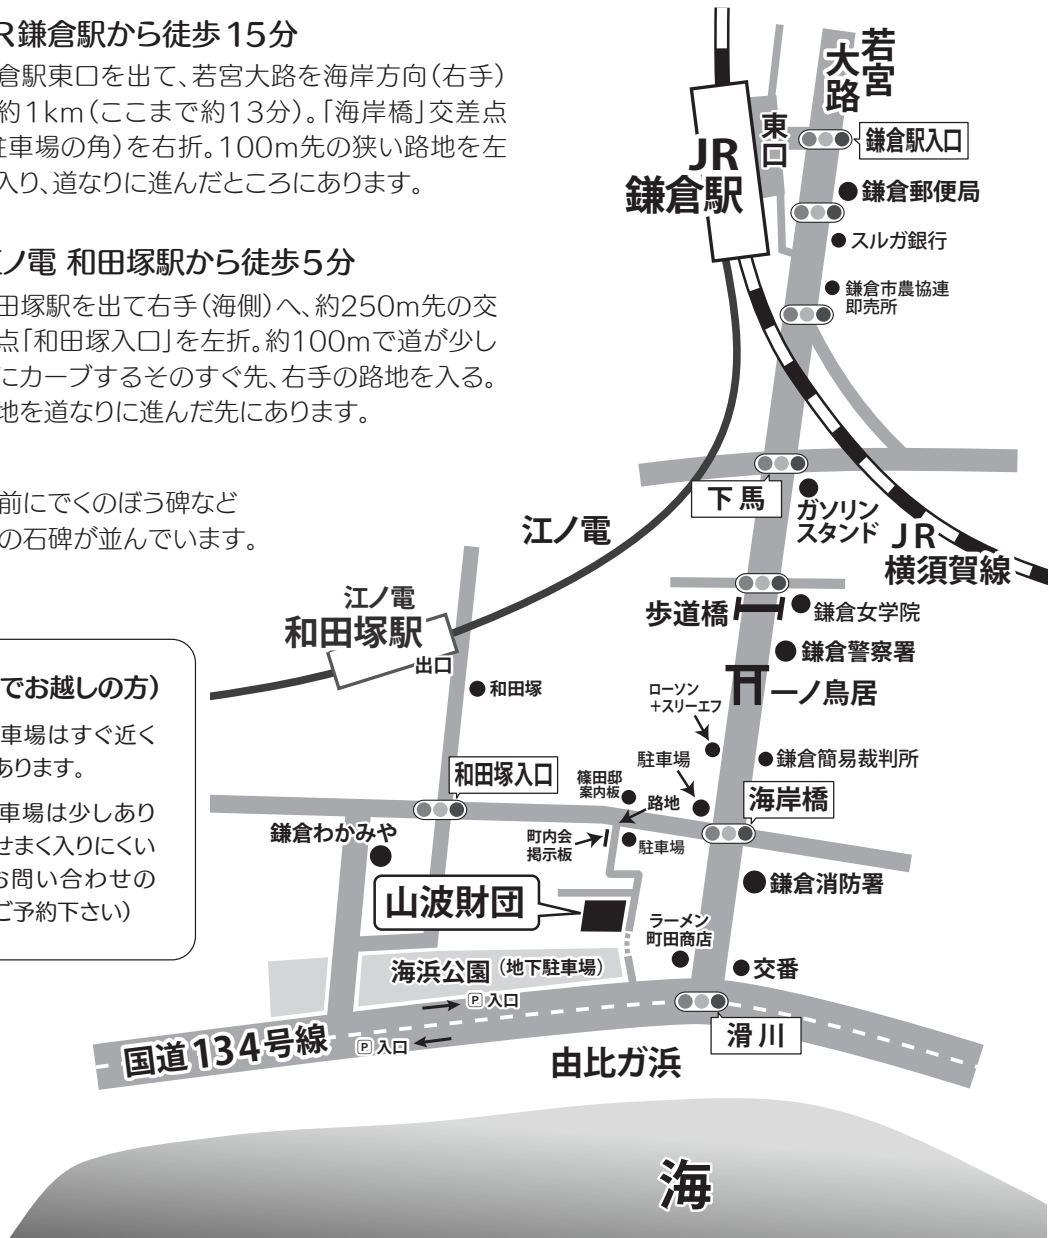 R鎌倉駅から徒歩15分
倉駅東口を出て、若宮大路を海岸方向（右手）
約1km（ここまで約13分）。「海岸橋」交差点
駐車場の角）を右折。100m先の狭い路地を左
入り、道なりに進んだところにあります。
江ノ電 和田塚駅から徒歩5分
田塚駅を出て右手（海側）へ、約250m先の交
点「和田塚入口」を左折。約100mで道が少し
にカーブするそのすぐ先、右手の路地を入る。
地を道なりに進んだ先にあります。
前にでくのぼう碑など
の石碑が並んでいます。
でお越しの方）
車場はすぐ近く
あります。
車場は少しあり
せまく入りにくい
お問い合わせの
ご予約下さい）
若宮
大路
東口
JR
鎌倉駅
鎌倉駅入口
鎌倉郵便局
スルガ銀行
鎌倉市農協連
即売所
下馬
ガソリン
スタンド
JR
横須賀線
江ノ電
歩道橋
鎌倉女学院
江ノ電
和田塚駅
出口
鎌倉警察署
一ノ鳥居
和田塚
ローソン
＋スリーエフ
駐車場
鎌倉簡易裁判所
和田塚入口
篠田邸
案内板
路地
海岸橋
鎌倉わかみや
町内会
掲示板
駐車場
鎌倉消防署
山波財団
ラーメン
町田商店
交番
海浜公園（地下駐車場）
P 入口
P 入口
滑川
国道134号線
由比ガ浜
海